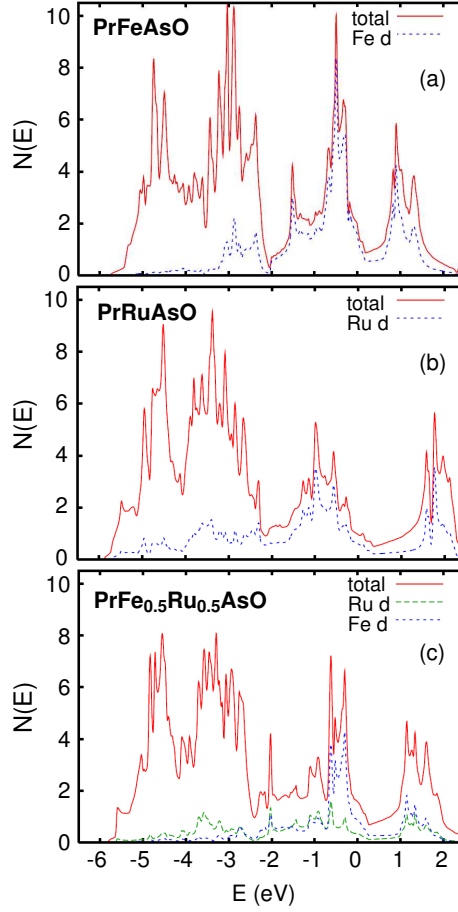 PrFeAsO
total
Fe d
(a)
N(E)
10
8
6
4
2
0
PrRuAsO
total
Ru d
(b)
N(E)
10
8
6
4
2
0
PrFe0.5Ru0.5AsO
total
Ru d
Fe d
(c)
N(E)
10
8
6
4
2
0
-6 -5 -4 -3 -2 -1 0 1 2
E (eV)